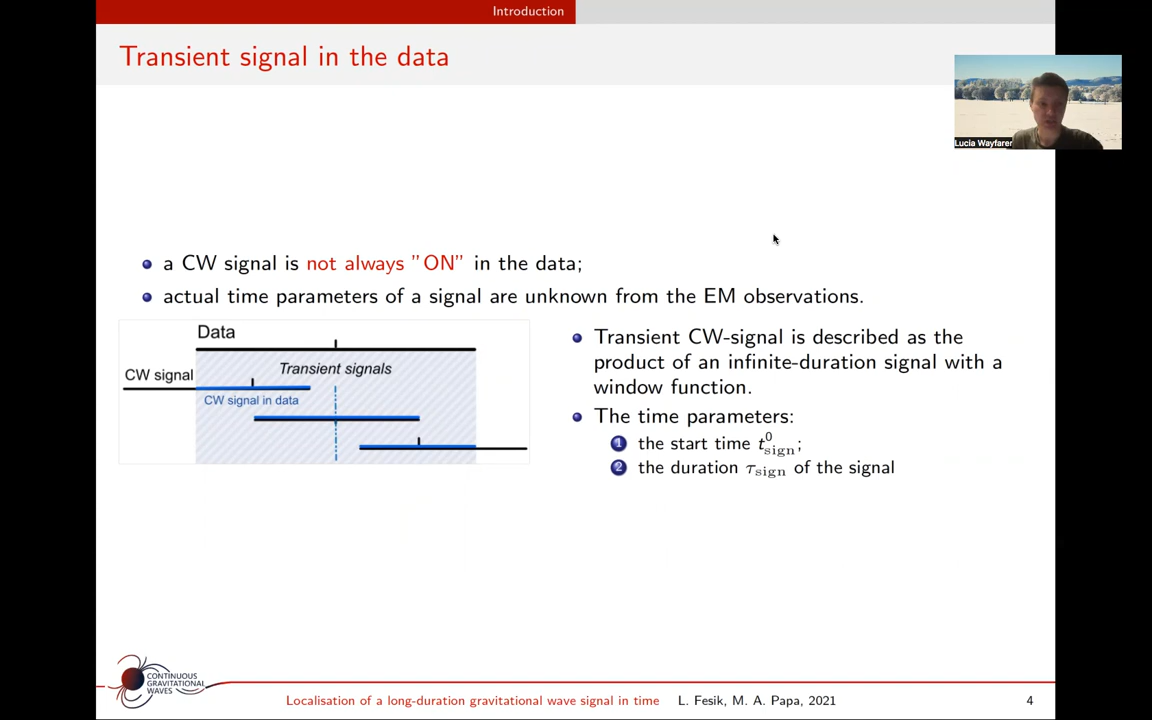 Introduction
Transient signal in the data
Lucia Wayfarer
a CW signal is not always ”ON” in the data;
actual time parameters of a signal are unknown from the EM observations.
Data
Transient signals
CW signal
CW signal in data
Transient CW-signal is described as the
product of an infinite-duration signal with a
window function.
The time parameters:
1 the start time t⁰sign;
2 the duration τsign of the signal
CONTINUOUS
GRAVITATIONAL
WAVES
Localisation of a long-duration gravitational wave signal in time L. Fesik, M. A. Papa, 2021 4